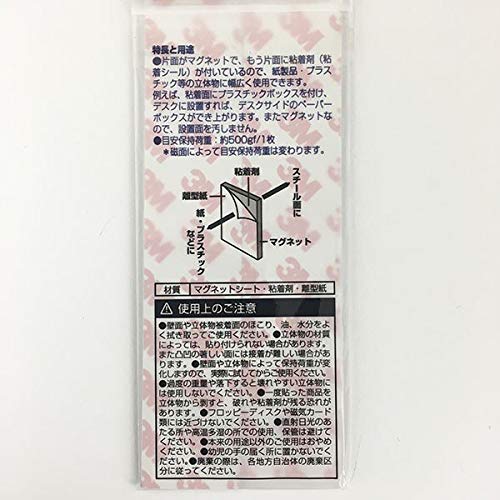 特長と用途
●片面がマグネットで、もう片面に粘着剤（粘
着シール）が付いているので、紙製品・プラス
チック等の立体物に幅広く使用できます。
例えば、粘着面にプラスチックボックスを付け、
デスクに設置すれば、デスクサイドのペーパー
ボックスができ上がります。またマグネットな
ので、設置面を汚しません。
●目安保持荷重：約500gf/1枚
＊磁面によって目安保持荷重は変わります。
粘着剤
離型紙
スチール面に
紙・プラスチック
などに
マグネット
材質 マグネットシート・粘着剤・離型紙
使用上のご注意
●壁面や立体物被着面のほこり、油、水分をよ
く拭き取ってご使用ください。●立体物の材質
によっては、貼り付けられない場合があります。
また凸凹の著しい面には接着が難しい場合があ
ります。●壁面や立体物によって保持荷重が変
化しますので、実際に試してからご使用ください。
●過度の重量や落下すると壊れやすい立体物に
は使用しないでください。●一度貼った商品を
立体物から剥すと、破れや粘着剤が残る恐れが
あります。●フロッピーディスクや磁気カード
類には近づけないでください。●直射日光のあ
たる所や高温多湿の所での使用、保管は避けて
ください。●本来の用途以外のご使用はおやめ
ください。●幼児の手の届く所に置かないでく
ださい。●廃棄の際は、各地方自治体の廃棄区
分に従ってください。
3M